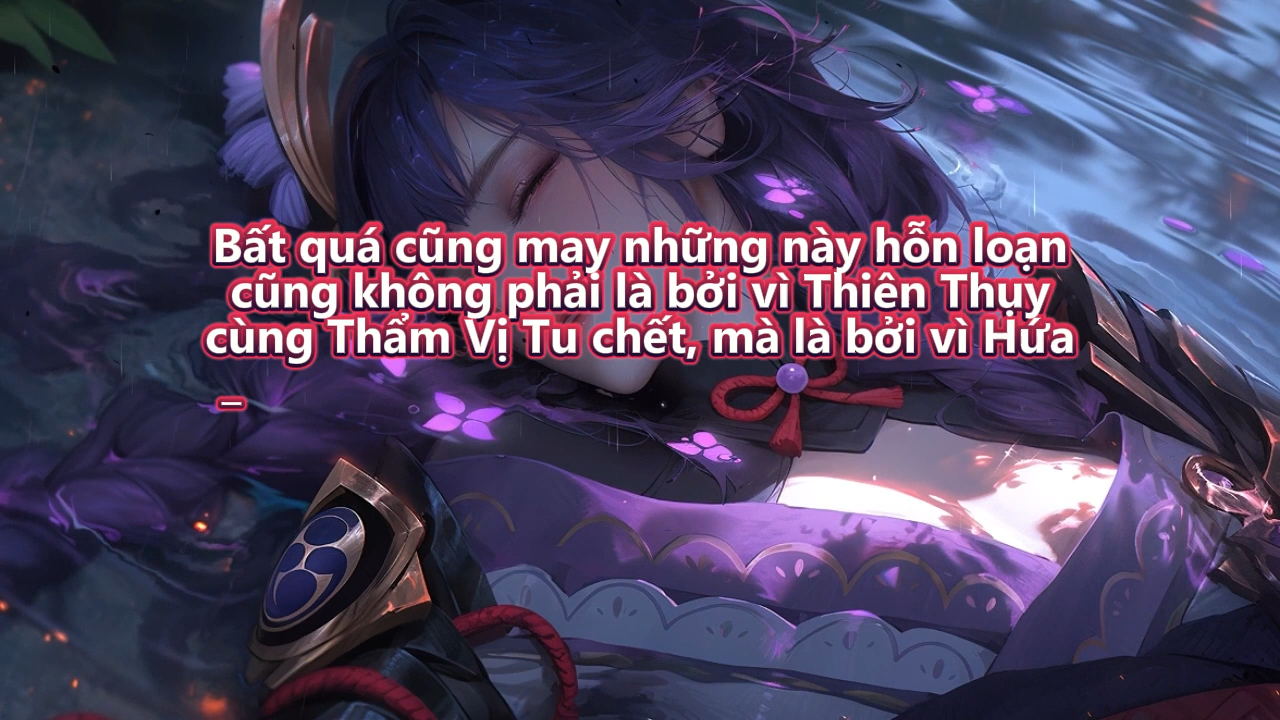 Bất quá cũng may những này hỗn loạn
cũng không phải là bởi vì Thiên Thụy
cùng Thẩm Vị Tu chết, mà là bởi vì Hứa
_